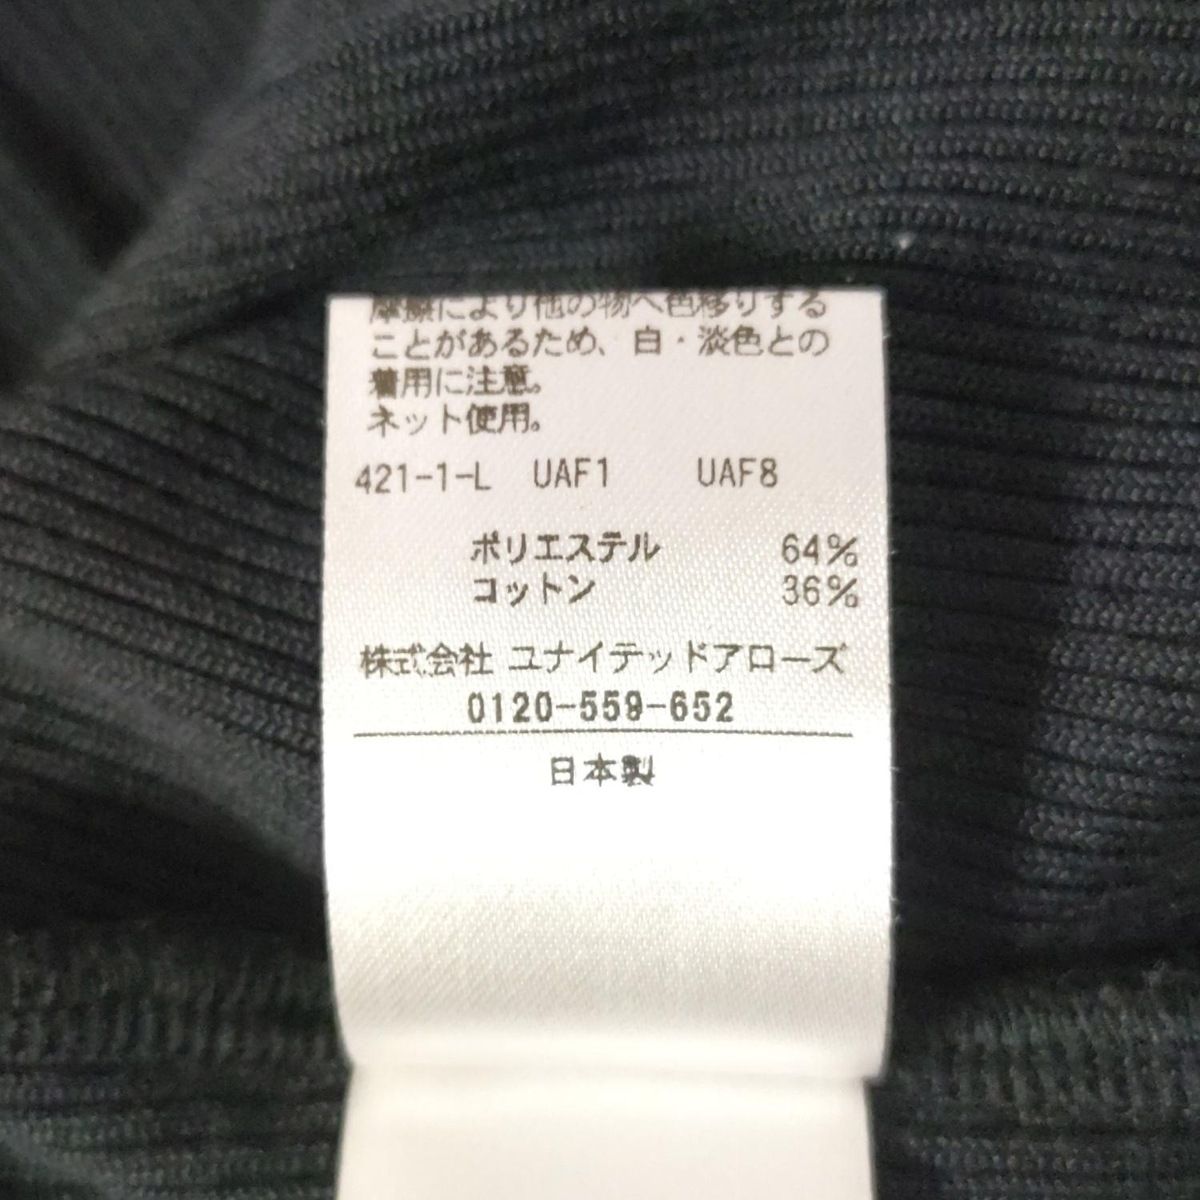 摩擦により他の物へ色移りする
ことがあるため、白・淡色との
着用に注意。
ネット使用。
421-1-L UAF1 UAF8
ポリエステル 64%
コットン 36%
株式会社 ユナイテッドアローズ
0120-559-652
日本製